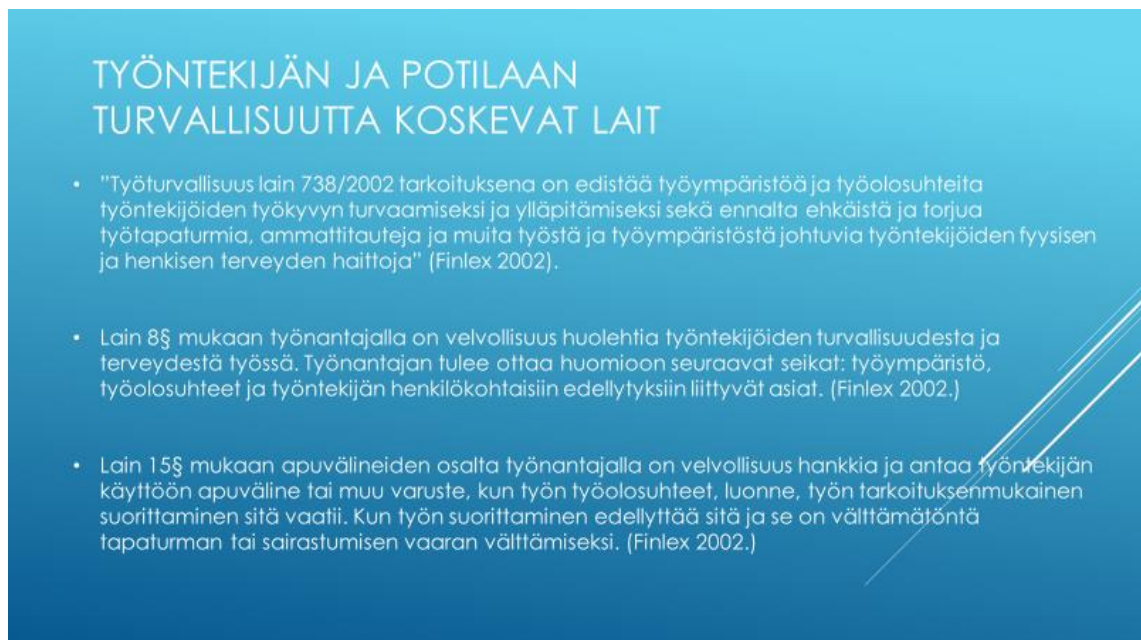 TYÖNTEKIJÄN JA POTILAAN
TURVALLISUUTTA KOSKEVAT LAIT
• "Työturvallisuus lain 738/2002 tarkoituksena on edistää työympäristöä ja työolosuhteita
työntekijöiden työkyvyn turvaamiseksi ja ylläpitämiseksi sekä ennalta ehkäistä ja torjua
työtapaturmia, ammattitauteja ja muita työstä ja työympäristöstä johtuvia työntekijöiden fyysisen
ja henkisen terveyden haittoja" (Finlex 2002).
• Lain 8§ mukaan työnantajalla on velvollisuus huolehtia työntekijöiden turvallisuudesta ja
terveydestä työssä. Työnantajan tulee ottaa huomioon seuraavat seikat: työympäristö,
työolosuhteet ja työntekijän henkilökohtaisiin edellytyksiin liittyvät asiat. (Finlex 2002.)
• Lain 15§ mukaan apuvälineiden osalta työnantajalla on velvollisuus hankkia ja antaa työntekijän
käyttöön apuväline tai muu varuste, kun työn työolosuhteet, luonne, työn tarkoituksenmukainen
suorittaminen sitä vaatii. Kun työn suorittaminen edellyttää sitä ja se on välttämätöntä
tapaturman tai sairastumisen vaaran välttämiseksi. (Finlex 2002.)